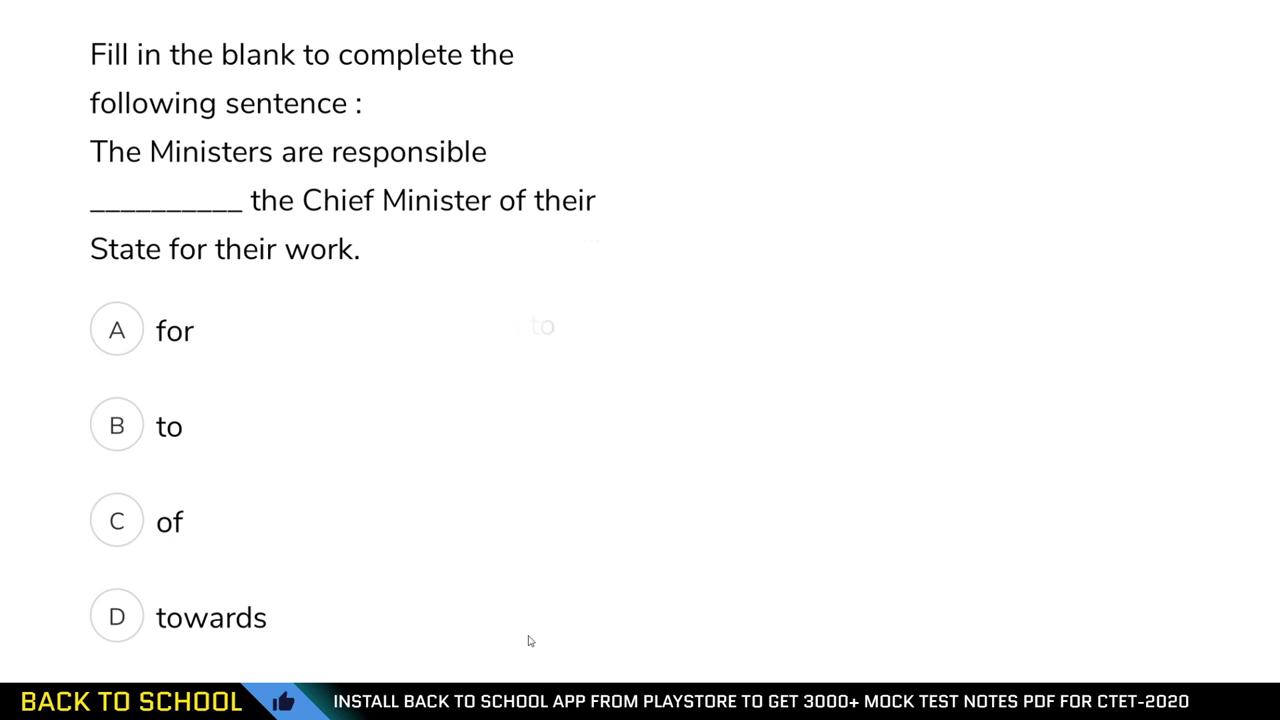 Fill in the blank to complete the
following sentence :
The Ministers are responsible
__________ the Chief Minister of their
State for their work.
A for
to
B to
C of
D towards
BACK TO SCHOOL INSTALL BACK TO SCHOOL APP FROM PLAYSTORE TO GET 3000+ MOCK TEST NOTES PDF FOR CTET-2020